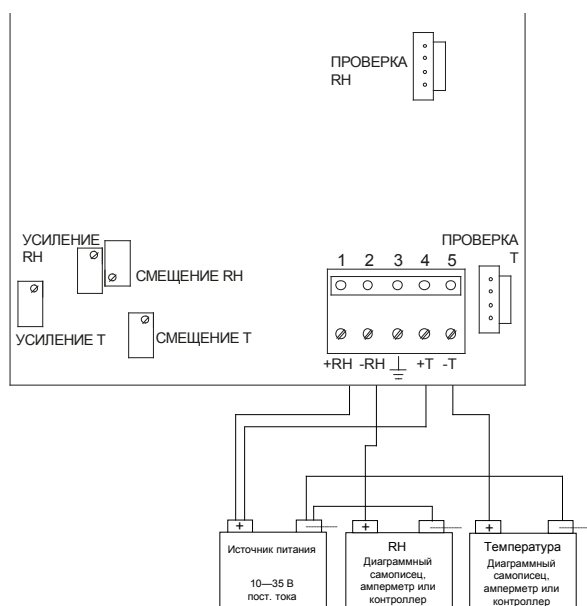 ПРОВЕРКА
RH
УСИЛЕНИЕ
RH
СМЕЩЕНИЕ RH
УСИЛЕНИЕ T
СМЕЩЕНИЕ T
ПРОВЕРКА
T
1 2 3 4 5
+RH -RH +T -T
+ + +
Источник питания
10—35 В
пост. тока
RH
Диаграммный
самописец,
амперметр или
контроллер
Температура
Диаграммный
самописец,
амперметр или
контроллер